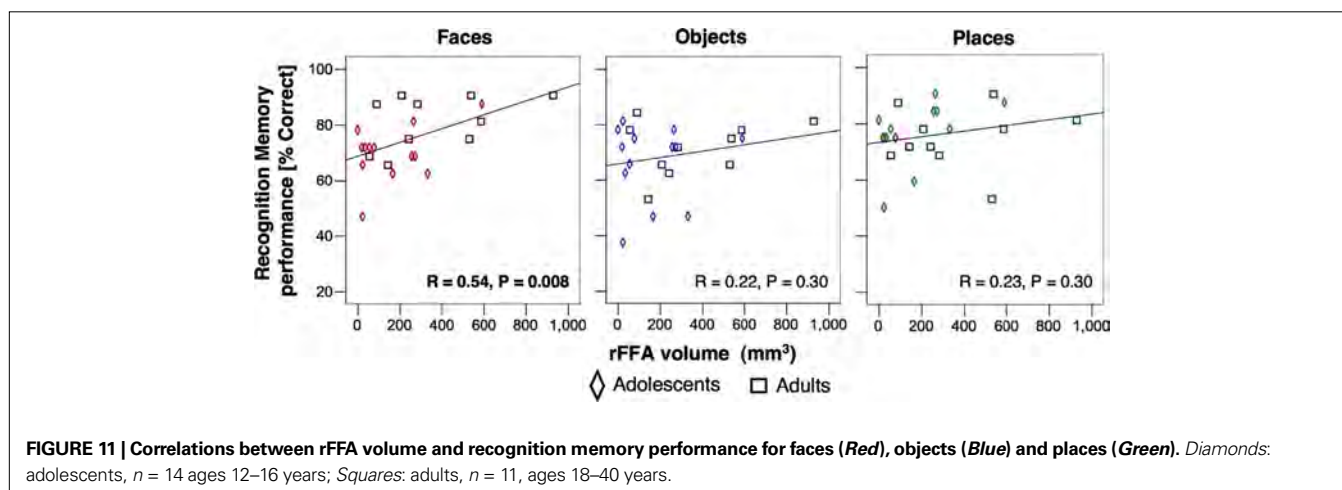 Faces
Objects
Places
Recognition Memory
performance [% Correct]
100
80
60
40
20
R = 0.54, P = 0.008
R = 0.22, P = 0.30
R = 0.23, P = 0.30
0 200 400 600 800 1,000
0 200 400 600 800 1,000
0 200 400 600 800 1,000
rFFA volume (mm³)
Adolescents Adults
FIGURE 11 | Correlations between rFFA volume and recognition memory performance for faces (Red), objects (Blue) and places (Green). Diamonds:
adolescents, n = 14 ages 12–16 years; Squares: adults, n = 11, ages 18–40 years.